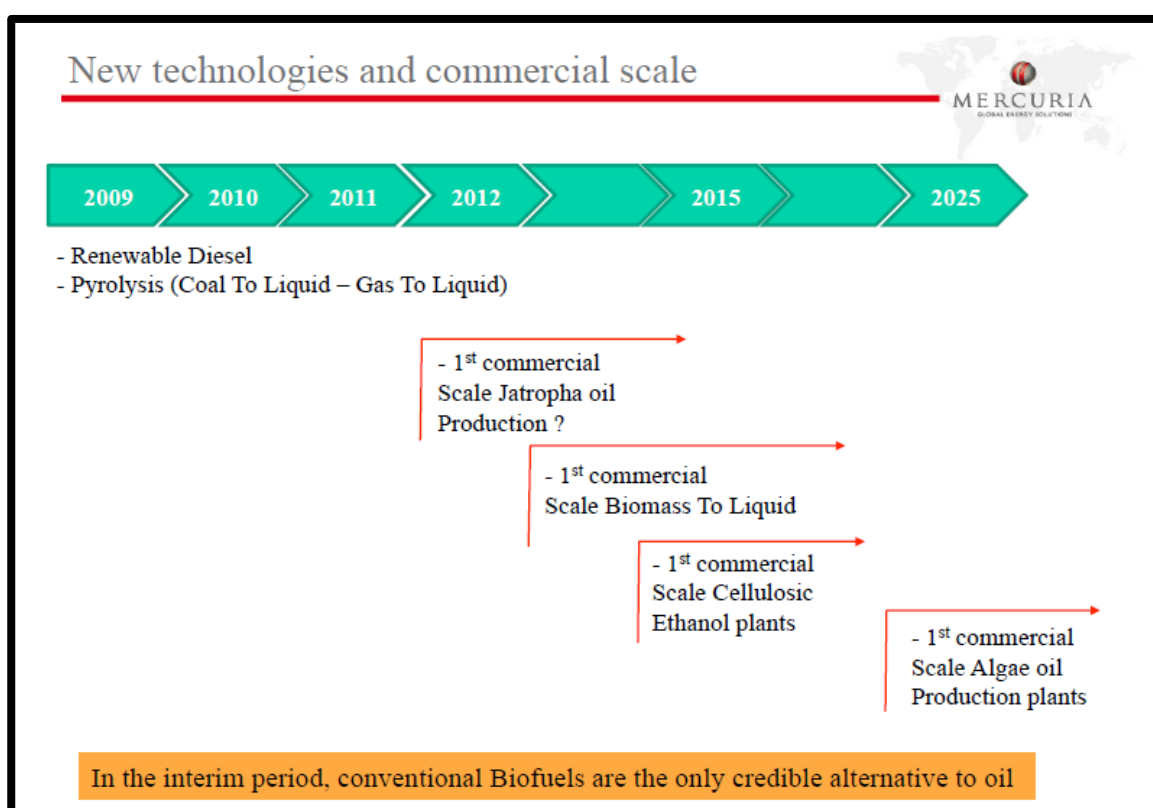 New technologies and commercial scale
MERCURIA
GLOBAL ENERGY SOLUTIONS
2009 2010 2011 2012 2015 2025
- Renewable Diesel
- Pyrolysis (Coal To Liquid – Gas To Liquid)
- 1st commercial
Scale Jatropha oil
Production ?
- 1st commercial
Scale Biomass To Liquid
- 1st commercial
Scale Cellulosic
Ethanol plants
- 1st commercial
Scale Algae oil
Production plants
In the interim period, conventional Biofuels are the only credible alternative to oil